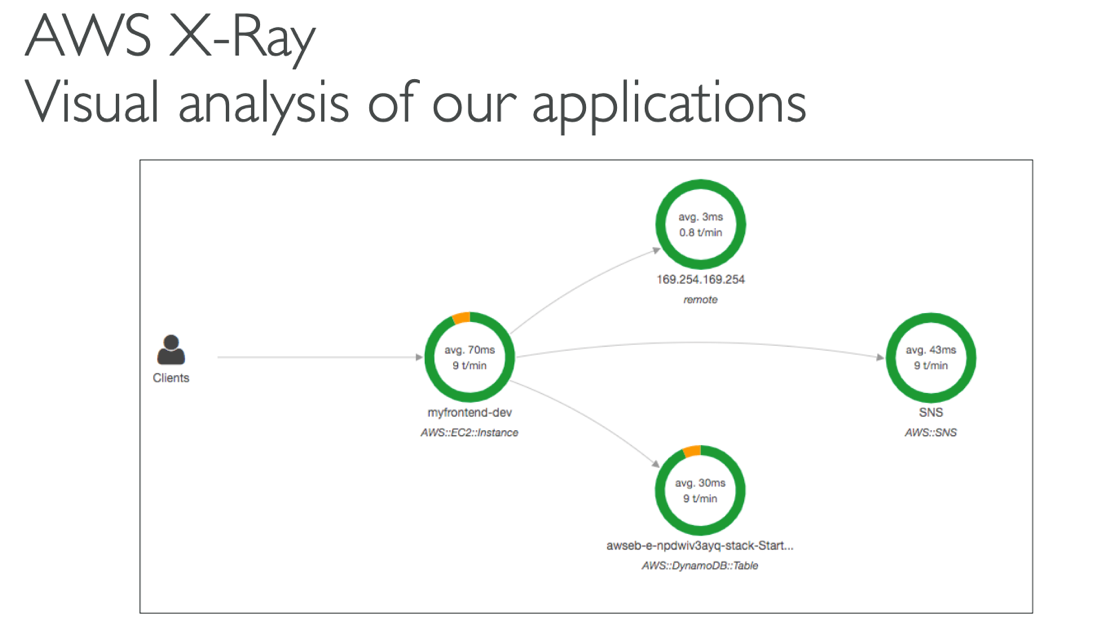 AWS X-Ray
Visual analysis of our applications
avg. 3ms
0.8 t/min
169.254.169.254
remote
Clients
avg. 70ms
9 t/min
myfrontend-dev
AWS::EC2::Instance
avg. 43ms
9 t/min
SNS
AWS::SNS
avg. 30ms
9 t/min
awseb-e-npdwiv3ayq-stack-Start...
AWS::DynamoDB::Table